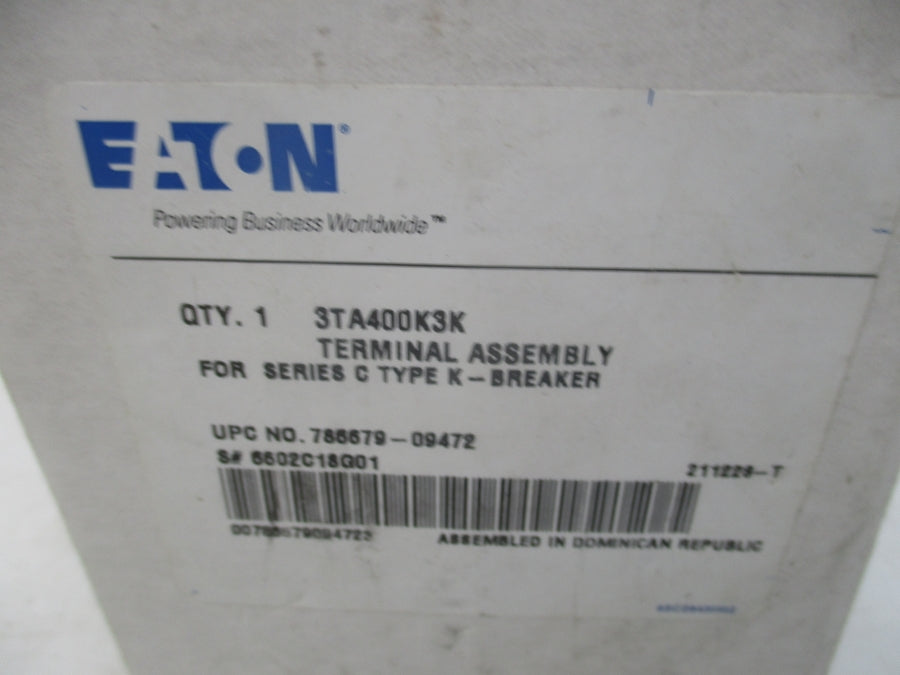 EATON®
Powering Business Worldwide™
QTY. 1 3TA400K3K
TERMINAL ASSEMBLY
FOR SERIES C TYPE K-BREAKER
UPC NO. 786679-09472
S# 6602C18G01
211228-T
ASSEMBLED IN DOMINICAN REPUBLIC